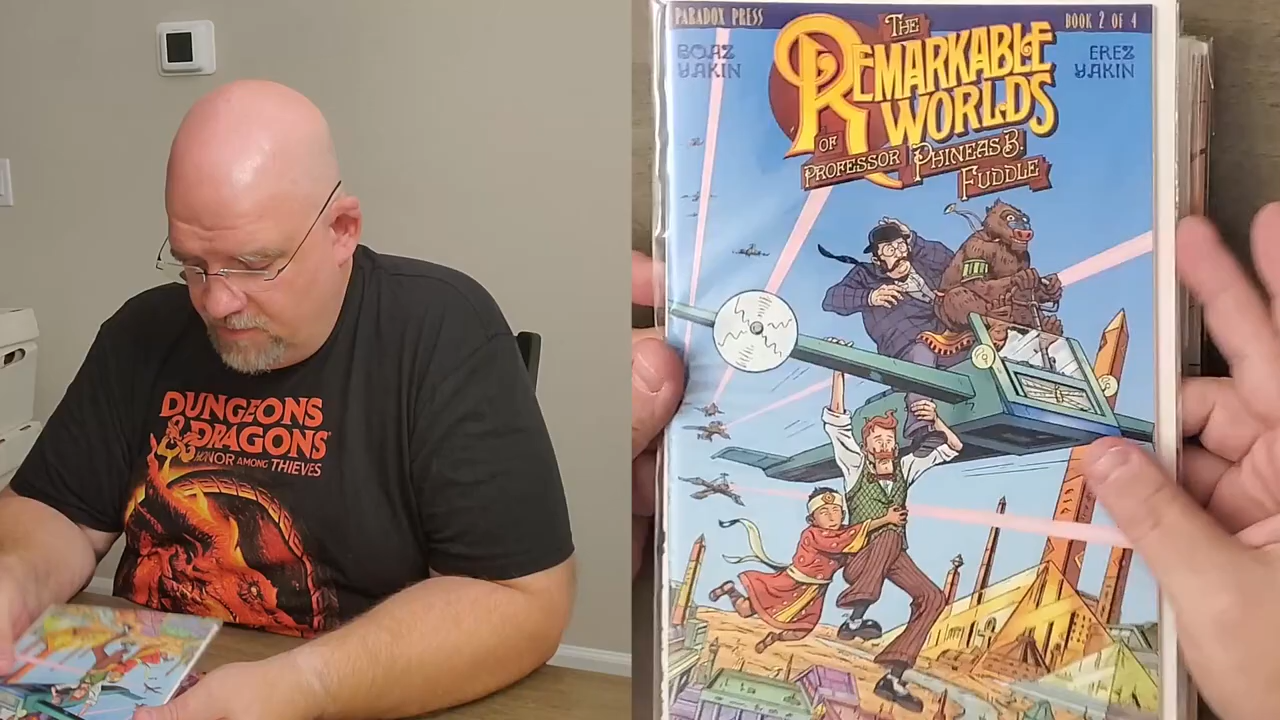 DUNGEONS
& DRAGONS
HONOR AMONG THIEVES
PARADOX PRESS
BOOK 2 OF 4
BOAZ
YAKIN
EREZ
YAKIN
THE
REMARKABLE
WORLDS
OF
PROFESSOR PHINEAS B.
FUDDLE